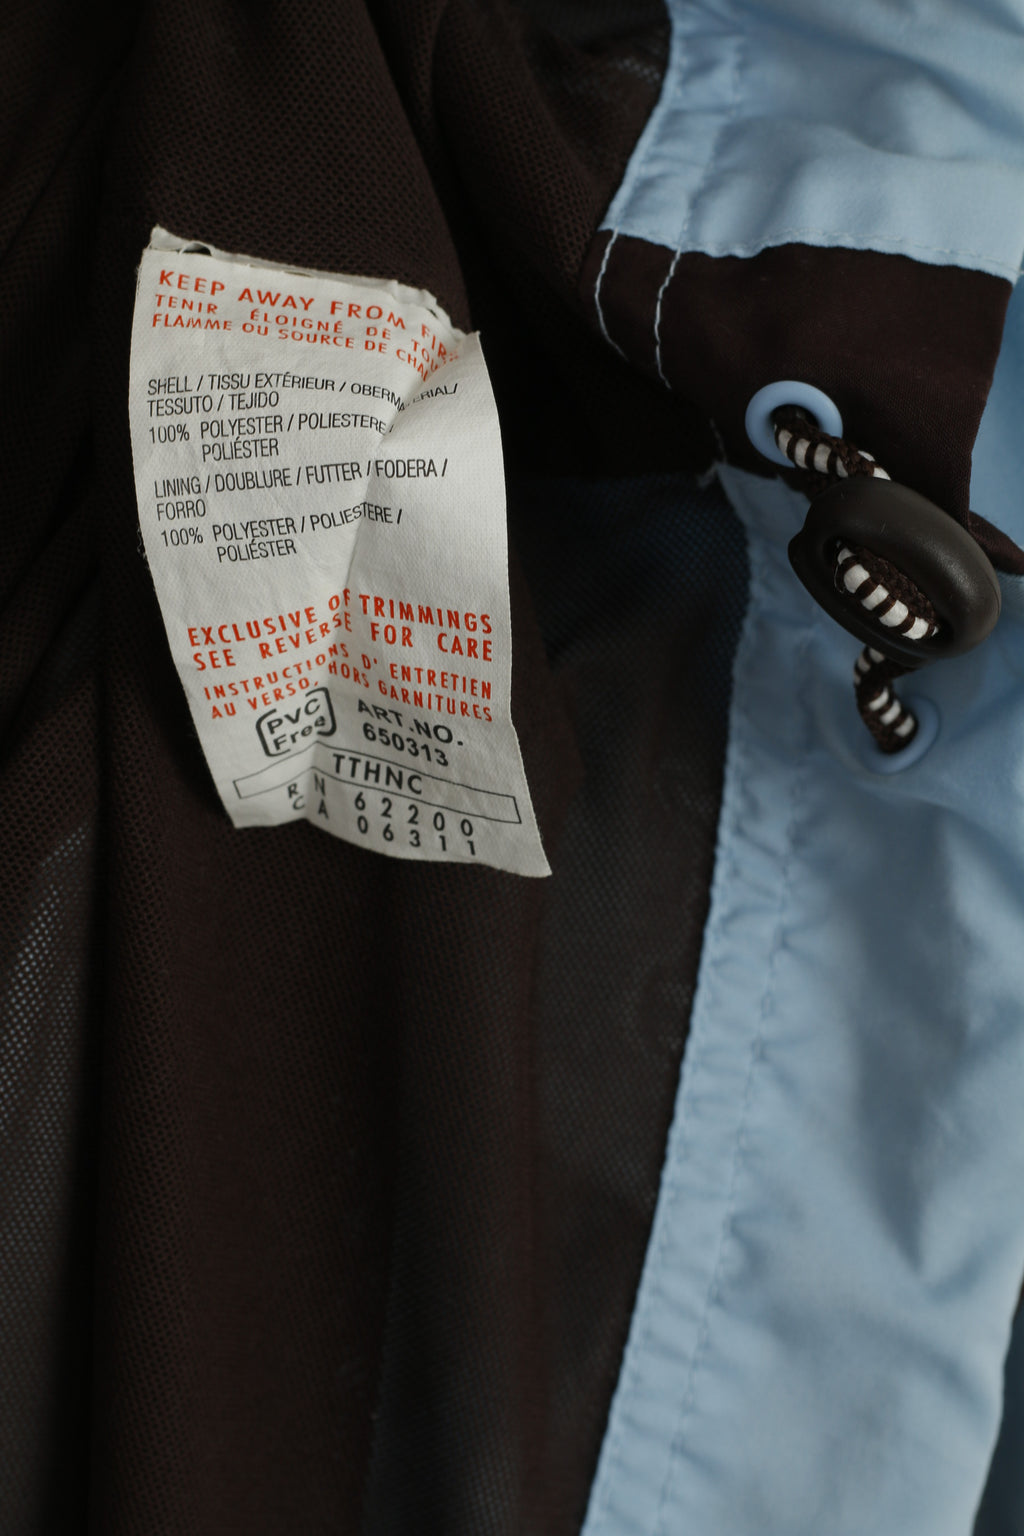 KEEP AWAY FROM FIR
TENIR ÉLOIGNÉ DE TOU
FLAMME OU SOURCE DE CHA
SHELL / TISSU EXTÉRIEUR / OBERMATERIAL/
TESSUTO / TEJIDO
100% POLYESTER / POLIESTERE /
POLIÉSTER
LINING / DOUBLURE / FUTTER / FODERA /
FORRO
100% POLYESTER / POLIESTERE /
POLIÉSTER
EXCLUSIVE OF TRIMMINGS
SEE REVERSE FOR CARE
INSTRUCTIONS D' ENTRETIEN
AU VERSO, HORS GARNITURES
PVC
Free
ART.NO.
650313
TTHNC
RN 62200
CA 06311